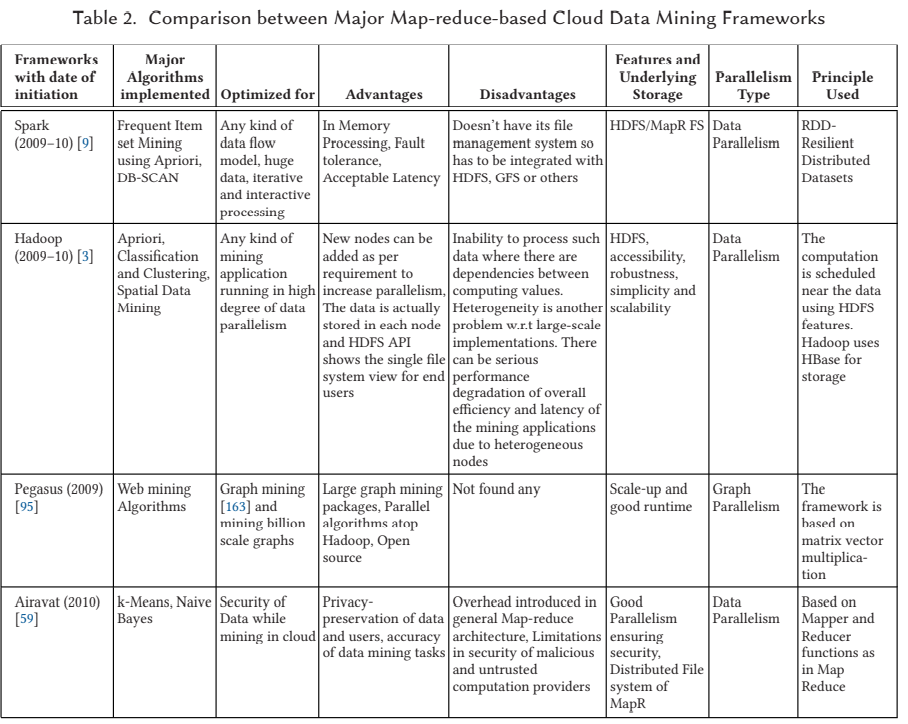 Table 2. Comparison between Major Map-reduce-based Cloud Data Mining Frameworks
Frameworks
with date of
initiation
Major
Algorithms
implemented
Optimized for
Advantages
Disadvantages
Features and
Underlying
Storage
Parallelism
Type
Principle
Used
Spark
(2009–10) [9]
Frequent Item
set Mining
using Apriori,
DB-SCAN
Any kind of
data flow
model, huge
data, iterative
and interactive
processing
In Memory
Processing, Fault
tolerance,
Acceptable Latency
Doesn't have its file
management system so
has to be integrated with
HDFS, GFS or others
HDFS/MapR FS
Data
Parallelism
RDD-
Resilient
Distributed
Datasets
Hadoop
(2009–10) [3]
Apriori,
Classification
and Clustering,
Spatial Data
Mining
Any kind of
mining
application
running in high
degree of data
parallelism
New nodes can be
added as per
requirement to
increase parallelism,
The data is actually
stored in each node
and HDFS API
shows the single file
system view for end
users
Inability to process such
data where there are
dependencies between
computing values.
Heterogeneity is another
problem w.r.t large-scale
implementations. There
can be serious
performance
degradation of overall
efficiency and latency of
the mining applications
due to heterogeneous
nodes
HDFS,
accessibility,
robustness,
simplicity and
scalability
Data
Parallelism
The
computation
is scheduled
near the data
using HDFS
features.
Hadoop uses
HBase for
storage
Pegasus (2009)
[95]
Web mining
Algorithms
Graph mining
[163] and
mining billion
scale graphs
Large graph mining
packages, Parallel
algorithms atop
Hadoop, Open
source
Not found any
Scale-up and
good runtime
Graph
Parallelism
The
framework is
based on
matrix vector
multiplica-
tion
Airavat (2010)
[59]
k-Means, Naive
Bayes
Security of
Data while
mining in cloud
Privacy-
preservation of data
and users, accuracy
of data mining tasks
Overhead introduced in
general Map-reduce
architecture, Limitations
in security of malicious
and untrusted
computation providers
Good
Parallelism
ensuring
security,
Distributed File
system of
MapR
Data
Parallelism
Based on
Mapper and
Reducer
functions as
in Map
Reduce